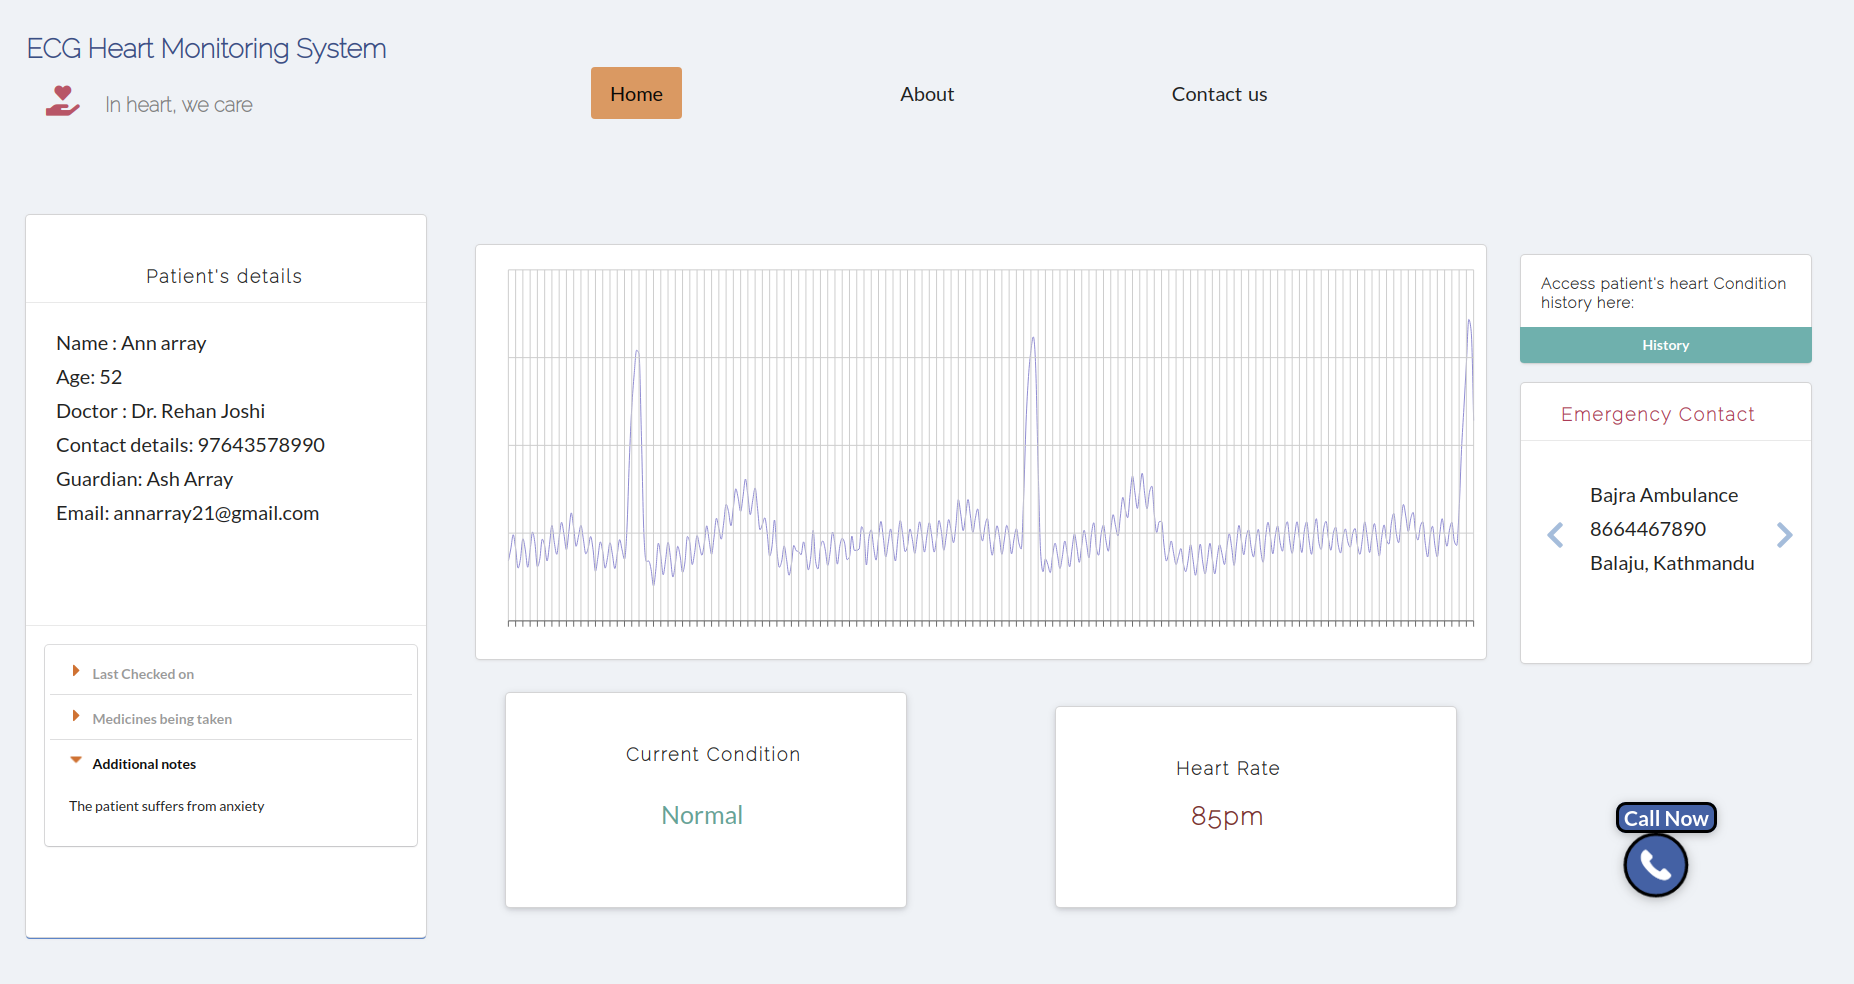 ECG Heart Monitoring System
In heart, we care
Home
About
Contact us
Patient's details
Name : Ann array
Age: 52
Doctor : Dr. Rehan Joshi
Contact details: 97643578990
Guardian: Ash Array
Email: annarray21@gmail.com
Last Checked on
Medicines being taken
Additional notes
The patient suffers from anxiety
Current Condition
Normal
Heart Rate
85pm
Access patient's heart Condition
history here:
History
Emergency Contact
Bajra Ambulance
8664467890
Balaju, Kathmandu
Call Now